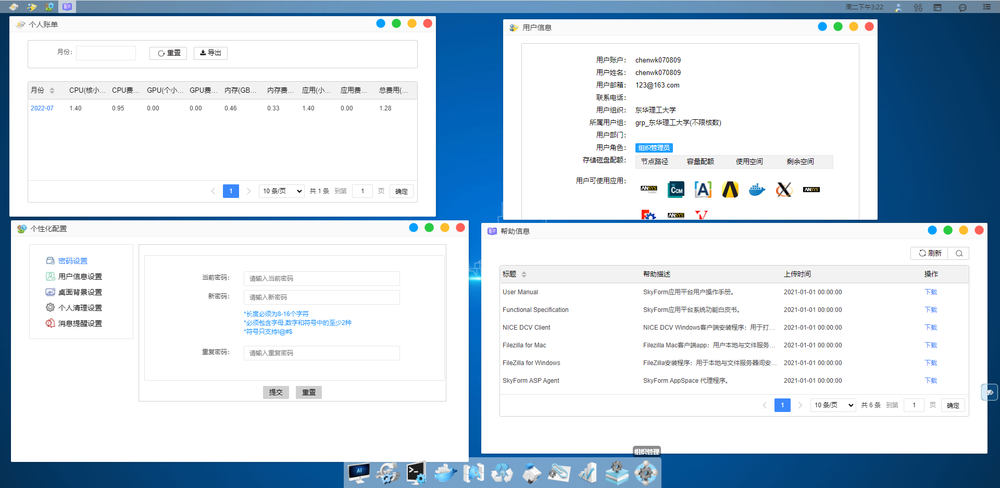 周二下午3:22
个人账单
月份:
重置
导出
月份 CPU(核小... CPU费... GPU(个小... GPU费... 内存(GB... 内存费... 应用(小... 应用费... 总费用(...
2022-07 1.40 0.95 0.00 0.00 0.46 0.33 1.40 0.00 1.28
1 10 条/页 共 1 条 到第 1 页 确定
用户信息
用户账户: chenwk070809
用户姓名: chenwk070809
用户邮箱: 123@163.com
联系电话:
用户组织: 东华理工大学
所属用户组: grp_东华理工大学(不限核数)
用户部门:
用户角色: 组织管理员
存储磁盘配额: 节点路径 容量配额 使用空间 剩余空间
用户可使用应用:
ANSYS FLUENT
CCM
ANSYS
ANSYS
个性化配置
密码设置
用户信息设置
桌面背景设置
个人清理设置
消息提醒设置
当前密码: 请输入当前密码
新密码: 请输入新密码
*长度必须为8-16个字符
*必须包含字母,数字和符号中的至少2种
*符号只支持!@#$
重复密码: 请输入重复密码
提交 重置
帮助信息
刷新
标题 帮助描述 上传时间 操作
User Manual SkyForm应用平台用户操作手册。 2021-01-01 00:00:00 下载
Functional Specification SkyForm应用平台系统功能白皮书。 2021-01-01 00:00:00 下载
NICE DCV Client NICE DCV Windows客户端安装程序；用于打... 2021-01-01 00:00:00 下载
Filezilla for Mac Filezilla Mac客户端app；用户本地与文件服务... 2021-01-01 00:00:00 下载
FileZilla for Windows FileZilla安装程序；用于本地与文件服务器间安... 2021-01-01 00:00:00 下载
SkyForm ASP Agent SkyForm AppSpace 代理程序。 2021-01-01 00:00:00 下载
1 10 条/页 共 6 条 到第 1 页 确定
组织管理
Ai